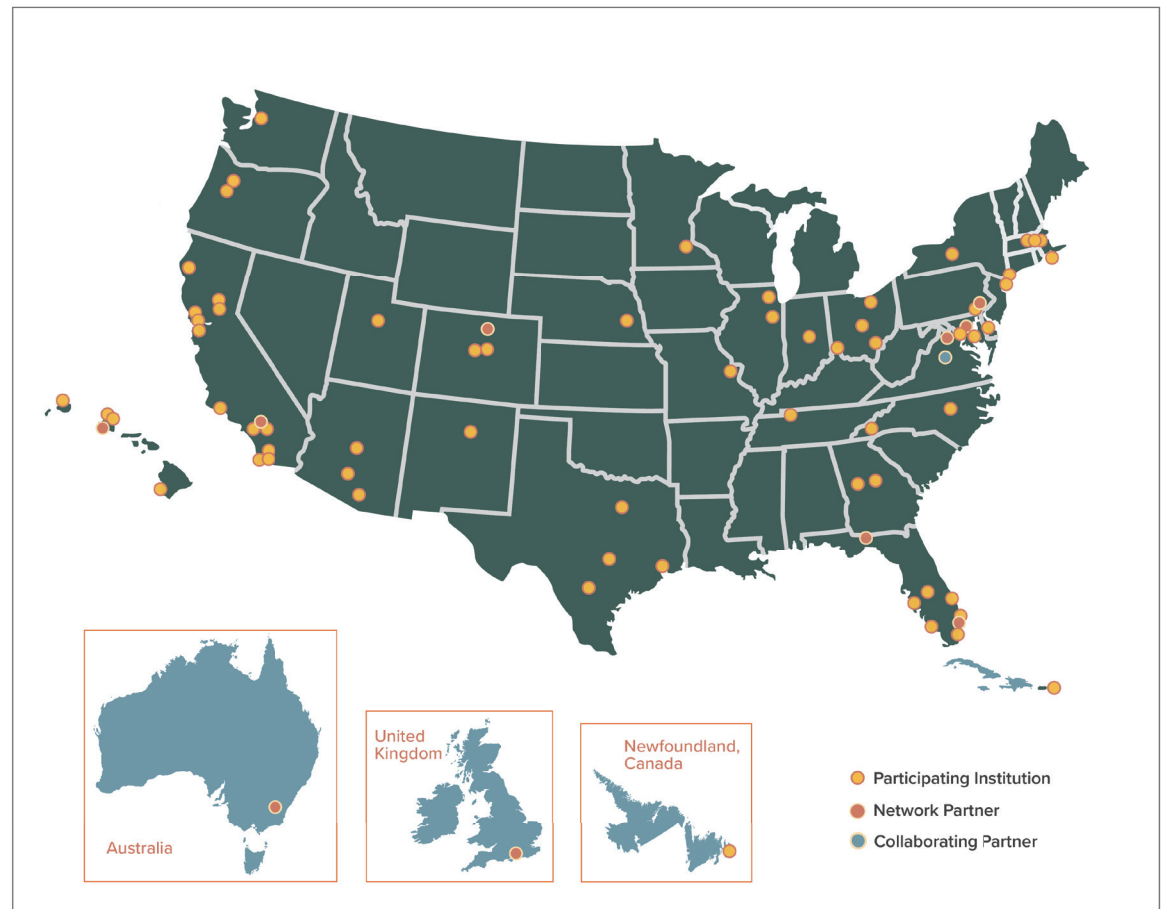 United
Kingdom
Newfoundland,
Canada
Participating Institution
Network Partner
Collaborating Partner
Australia